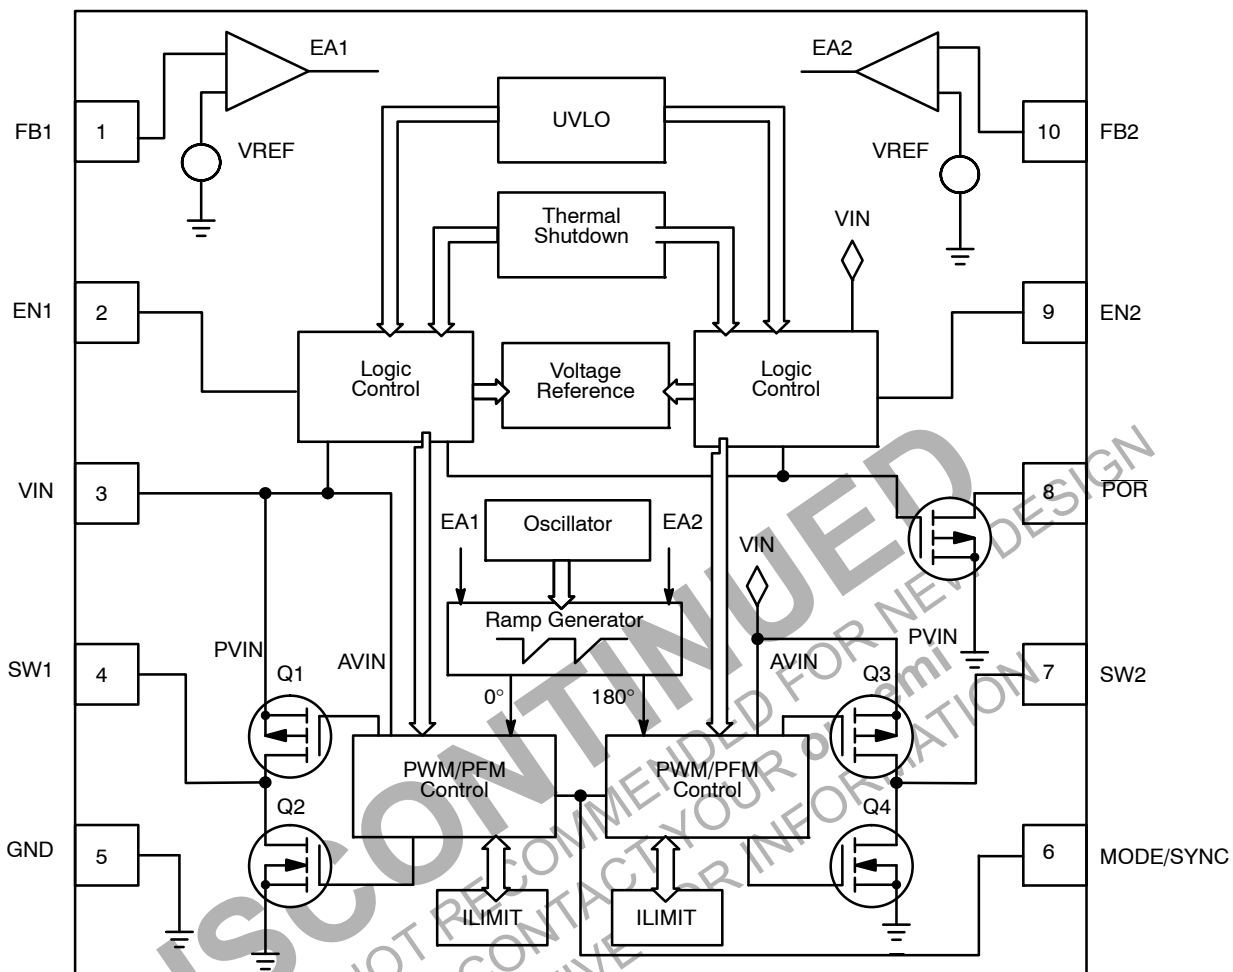 EA1
EA2
UVLO
FB1
1
VREF
VREF
10
FB2
Thermal
Shutdown
VIN
EN1
2
9
EN2
Logic
Control
Voltage
Reference
Logic
Control
VIN
3
8
POR
EA1
Oscillator
EA2
VIN
Ramp Generator
PVIN
AVIN
AVIN
PVIN
SW1
4
Q1
0°
180°
Q3
7
SW2
PWM/PFM
Control
PWM/PFM
Control
Q2
Q4
GND
5
6
MODE/SYNC
ILIMIT
ILIMIT
ISCONTINUED
NOT RECOMMENDED FOR NEW DESIGN
CONTACT YOUR onsemi
FOR INFORMATION